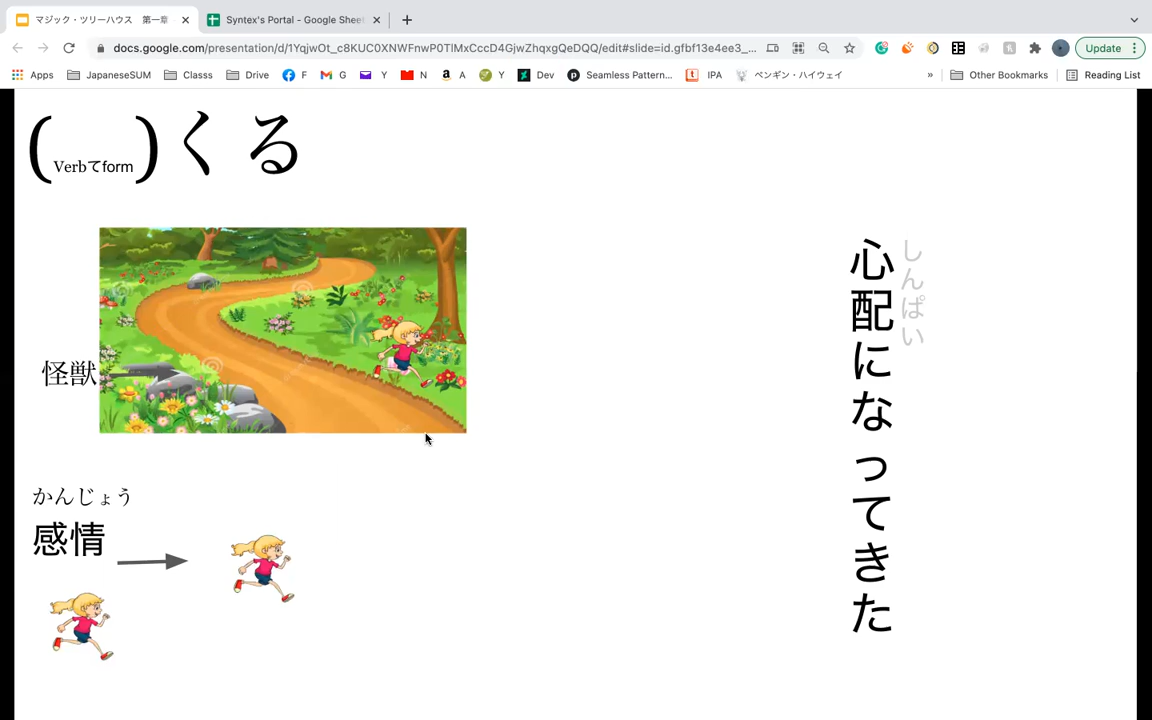 マジック・ツリーハウス 第一章
Syntex's Portal - Google Shee
docs.google.com/presentation/d/1YqjwOt_c8KUC0XNWFnwP0TIMxCccD4GjwZhqxgQeDQQ/edit#slide=id.gfbf13e4ee3_...
Update
Apps JapaneseSUM Classs Drive F G Y N A Y Dev Seamless Pattern... IPA ペンギン・ハイウェイ » Other Bookmarks Reading List
(Verbてform)くる
怪獣
かんじょう
感情
しんぱい
心配になってきた